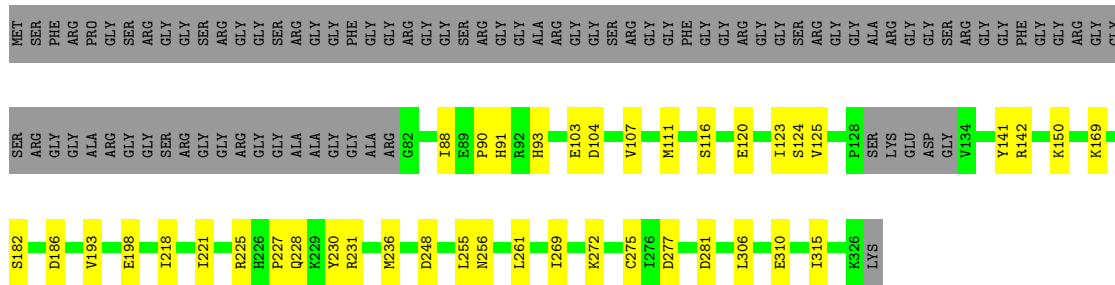 MET SER PHE ARG PRO GLY SER ARG GLY GLY SER ARG GLY GLY SER ARG GLY GLY PHE GLY GLY ARG GLY GLY SER ARG GLY GLY ALA ARG GLY GLY SER ARG GLY GLY PHE GLY GLY ARG GLY GLY SER ARG GLY GLY ALA ARG GLY GLY SER ARG GLY GLY PHE GLY GLY ARG GLY GLY
SER ARG GLY GLY ALA ARG GLY GLY SER ARG GLY GLY ARG GLY GLY ALA ALA GLY GLY ALA ARG G82 I88 E89 P90 H91 R92 H93 E103 D104 V107 M111 S116 E120 I123 S124 V125 P128 SER LYS GLU ASP GLY V134 Y141 R142 K150 K169
S182 D186 V193 E198 I218 I221 R225 H226 P227 Q228 K229 Y230 R231 M236 D248 L255 N256 L261 I269 K272 C275 I276 D277 D281 L306 E310 I315 K326 LYS